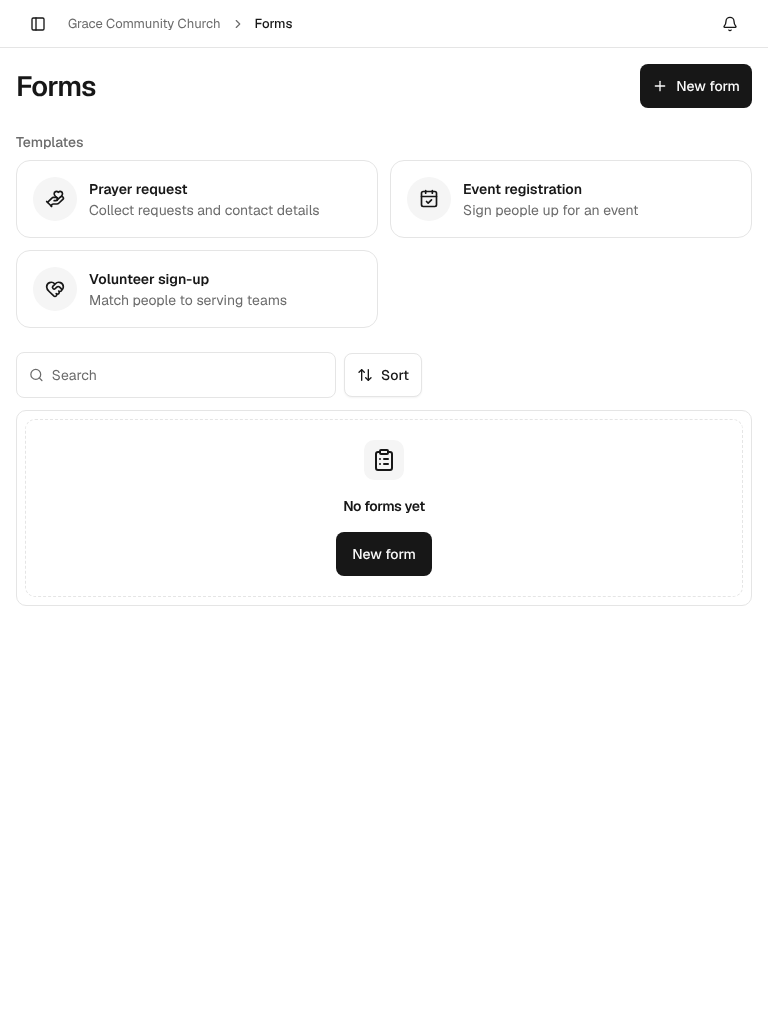 Grace Community Church
Forms
Forms
New form
Templates
Prayer request
Collect requests and contact details
Event registration
Sign people up for an event
Volunteer sign-up
Match people to serving teams
Search
Sort
No forms yet
New form